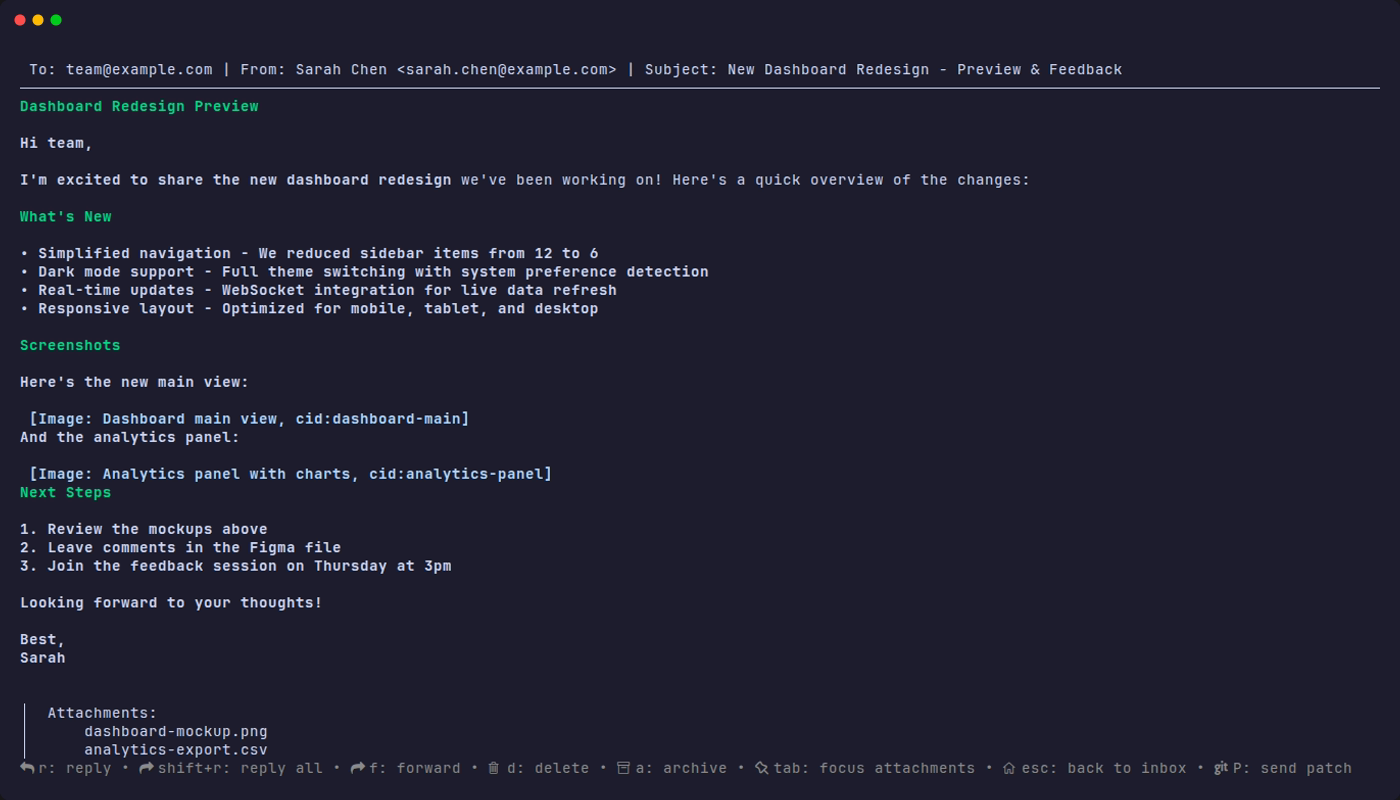 To: team@example.com | From: Sarah Chen <sarah.chen@example.com> | Subject: New Dashboard Redesign - Preview & Feedback
Dashboard Redesign Preview
Hi team,
I'm excited to share the new dashboard redesign we've been working on! Here's a quick overview of the changes:
What's New
• Simplified navigation - We reduced sidebar items from 12 to 6
• Dark mode support - Full theme switching with system preference detection
• Real-time updates - WebSocket integration for live data refresh
• Responsive layout - Optimized for mobile, tablet, and desktop
Screenshots
Here's the new main view:
[Image: Dashboard main view, cid:dashboard-main]
And the analytics panel:
[Image: Analytics panel with charts, cid:analytics-panel]
Next Steps
1. Review the mockups above
2. Leave comments in the Figma file
3. Join the feedback session on Thursday at 3pm
Looking forward to your thoughts!
Best,
Sarah
Attachments:
dashboard-mockup.png
analytics-export.csv
r: reply • shift+r: reply all • f: forward • d: delete • a: archive • tab: focus attachments • esc: back to inbox • git P: send patch